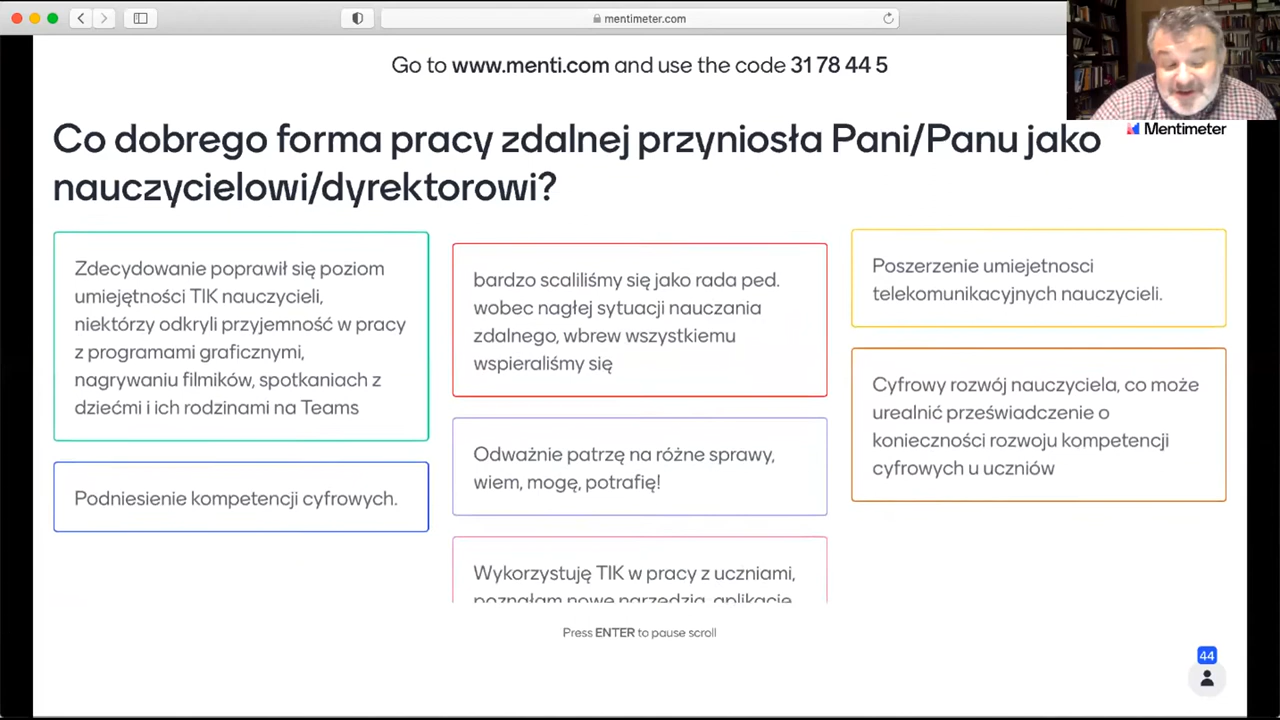 mentimeter.com
Go to www.menti.com and use the code 31 78 44 5
Mentimeter
Co dobrego forma pracy zdalnej przyniosła Pani/Panu jako
nauczycielowi/dyrektorowi?
Zdecydowanie poprawił się poziom
umiejętności TIK nauczycieli,
niektórzy odkryli przyjemność w pracy
z programami graficznymi,
nagrywaniu filmików, spotkaniach z
dziećmi i ich rodzinami na Teams
Podniesienie kompetencji cyfrowych.
bardzo scaliliśmy się jako rada ped.
wobec nagłej sytuacji nauczania
zdalnego, wbrew wszystkiemu
wspieraliśmy się
Odważnie patrzę na różne sprawy,
wiem, mogę, potrafię!
Wykorzystuję TIK w pracy z uczniami,
poznałam nowe narzędzia, aplikacje
Poszerzenie umiejetnosci
telekomunikacyjnych nauczycieli.
Cyfrowy rozwój nauczyciela, co może
urealnić przeświadczenie o
konieczności rozwoju kompetencji
cyfrowych u uczniów
Press ENTER to pause scroll
44